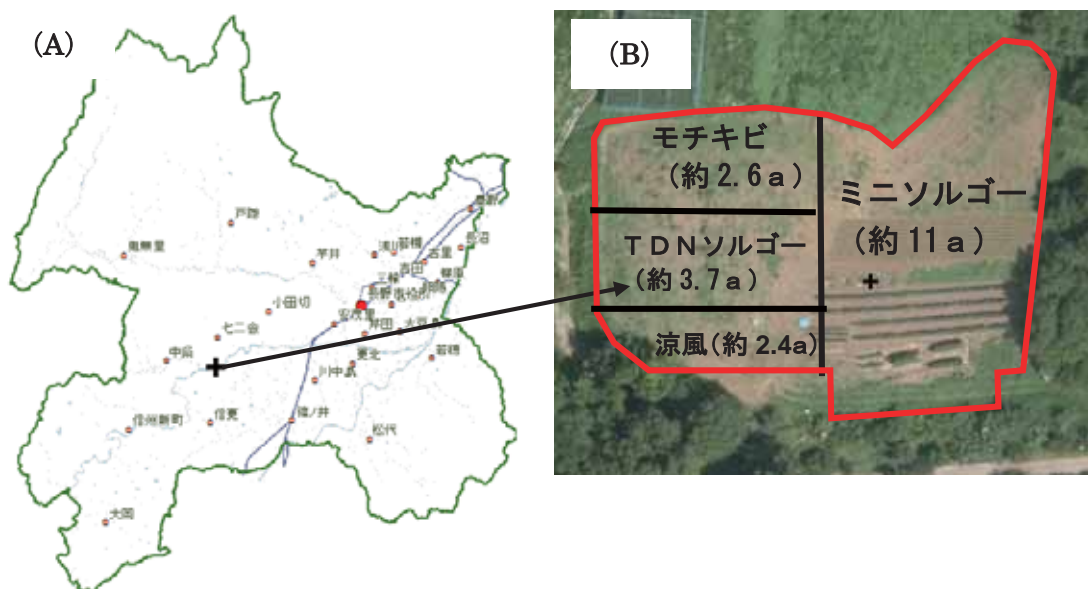 (A)
戸隠
鬼無里
芋井
浅川
若槻
古里
長沼
吉田
柳原
三輪
小田切
安茂里
七二会
中条
大豆島
若穂
更北
川中島
信州新町
信更
篠ノ井
松代
大岡
(B)
モチキビ
(約 2.6 a)
ミニソルゴー
(約 11 a)
TDNソルゴー
(約 3.7 a)
涼風(約 2.4a)